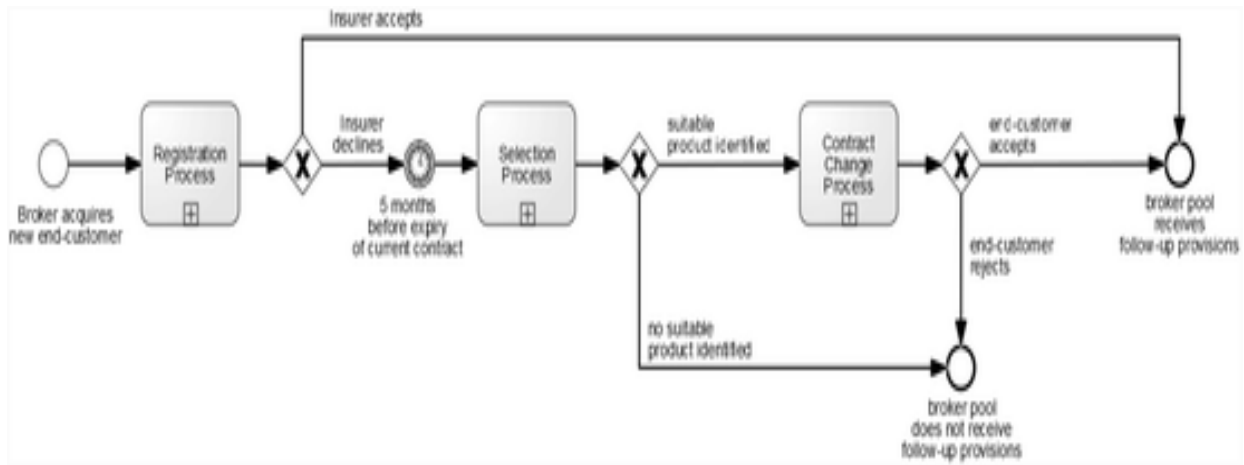 Insurer accepts
Registration
Process
Insurer
declines
Selection
Process
suitable
product identified
Contract
Change
Process
end-customer
accepts
Broker acquires
new end-customer
5 months
before expiry
of current contract
broker pool
receives
follow-up provisions
end-customer
rejects
no suitable
product identified
broker pool
does not receive
follow-up provisions